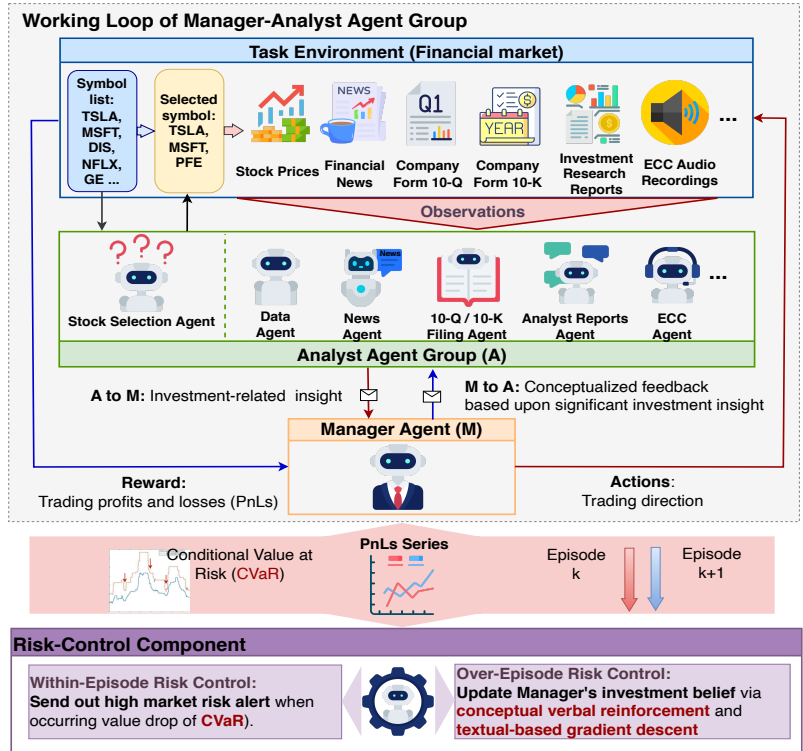 Working Loop of Manager-Analyst Agent Group
Task Environment (Financial market)
Symbol
list:
TSLA,
MSFT,
DIS,
NFLX,
GE ...
Selected
symbol:
TSLA,
MSFT,
PFE
Stock Prices
NEWS
Financial
News
Q1
Company
Form 10-Q
YEAR
Company
Form 10-K
Investment
Research
Reports
ECC Audio
Recordings
...
Observations
Stock Selection Agent
Data
Agent
News
News
Agent
10-Q / 10-K
Filing Agent
Analyst Reports
Agent
ECC
Agent
...
Analyst Agent Group (A)
A to M: Investment-related insight
M to A: Conceptualized feedback
based upon significant investment insight
Manager Agent (M)
Reward:
Trading profits and losses (PnLs)
Actions:
Trading direction
Conditional Value at
Risk (CVaR)
PnLs Series
Episode
k
Episode
k+1
Risk-Control Component
Within-Episode Risk Control:
Send out high market risk alert when
occurring value drop of CVaR).
Over-Episode Risk Control:
Update Manager's investment belief via
conceptual verbal reinforcement and
textual-based gradient descent